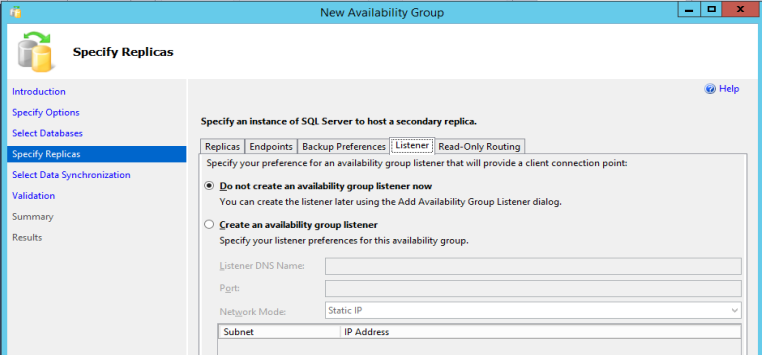 New Availability Group
Specify Replicas
Help
Introduction
Specify Options
Select Databases
Specify Replicas
Select Data Synchronization
Validation
Summary
Results
Specify an instance of SQL Server to host a secondary replica.
Replicas Endpoints Backup Preferences Listener Read-Only Routing
Specify your preference for an availability group listener that will provide a client connection point:
Do not create an availability group listener now
You can create the listener later using the Add Availability Group Listener dialog.
Create an availability group listener
Specify your listener preferences for this availability group.
Listener DNS Name:
Port:
Network Mode: Static IP
Subnet IP Address